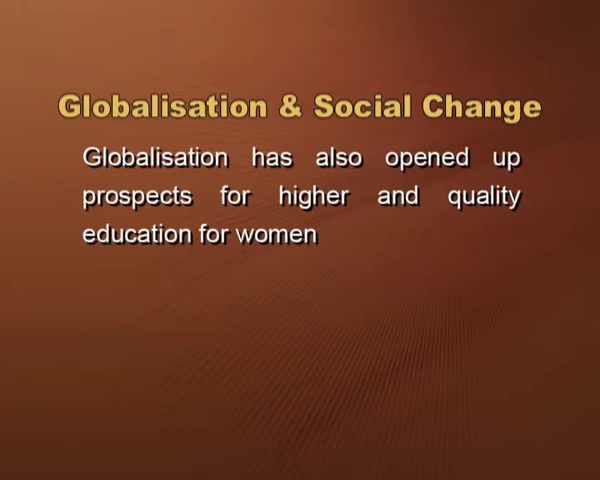 Globalisation & Social Change
Globalisation has also opened up
prospects for higher and quality
education for women